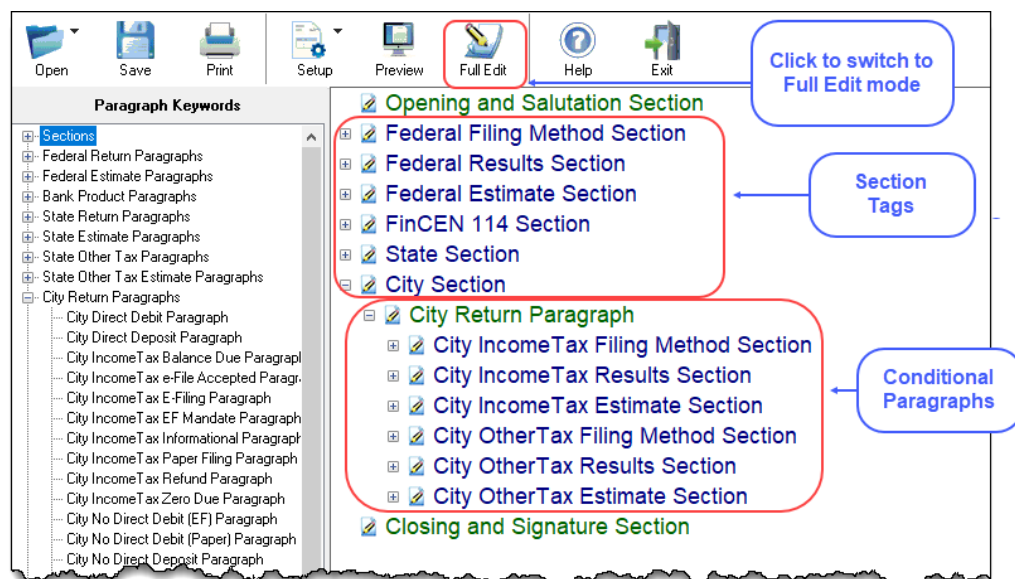 Open
Save
Print
Setup
Preview
Full Edit
Help
Exit
Click to switch to
Full Edit mode
Paragraph Keywords
Sections
Federal Return Paragraphs
Federal Estimate Paragraphs
Bank Product Paragraphs
State Return Paragraphs
State Estimate Paragraphs
State Other Tax Paragraphs
State Other Tax Estimate Paragraphs
City Return Paragraphs
City Direct Debit Paragraph
City Direct Deposit Paragraph
City IncomeTax Balance Due Paragrapl
City IncomeTax e-File Accepted Paragr
City IncomeTax E-Filing Paragraph
City IncomeTax EF Mandate Paragraph
City IncomeTax Informational Paragraph
City IncomeTax Paper Filing Paragraph
City IncomeTax Refund Paragraph
City IncomeTax Zero Due Paragraph
City No Direct Debit (EF) Paragraph
City No Direct Debit (Paper) Paragraph
City No Direct Deposit Paragraph
Opening and Salutation Section
Federal Filing Method Section
Federal Results Section
Federal Estimate Section
FinCEN 114 Section
State Section
City Section
City Return Paragraph
City IncomeTax Filing Method Section
City IncomeTax Results Section
City IncomeTax Estimate Section
City OtherTax Filing Method Section
City OtherTax Results Section
City OtherTax Estimate Section
Closing and Signature Section
Section
Tags
Conditional
Paragraphs